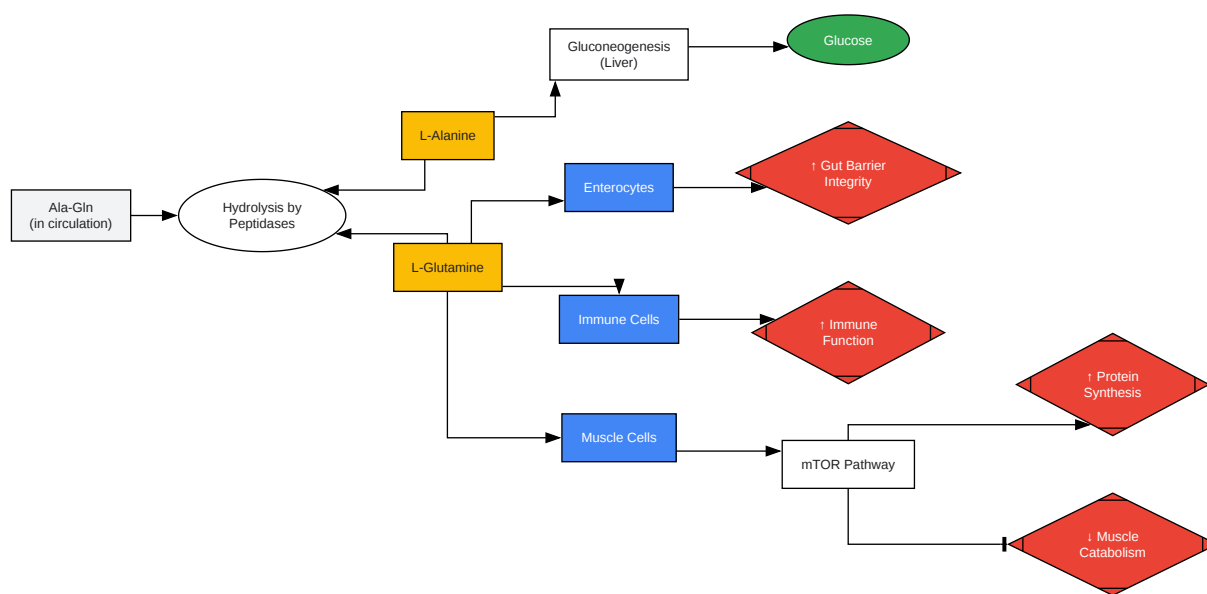 Glucose
Gluconeogenesis
(Liver)
L-Alanine
↑ Gut Barrier
Integrity
Enterocytes
Ala-Gln
(in circulation)
Hydrolysis by
Peptidases
L-Glutamine
Immune Cells
↑ Immune
Function
↑ Protein
Synthesis
Muscle Cells
mTOR Pathway
↓ Muscle
Catabolism